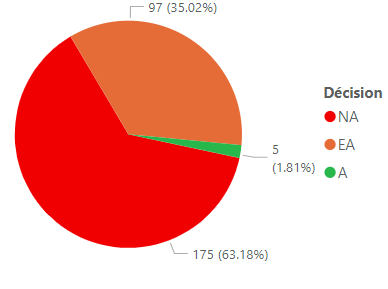 97 (35.02%)
Décision
NA
EA
A
5
(1.81%)
175 (63.18%)